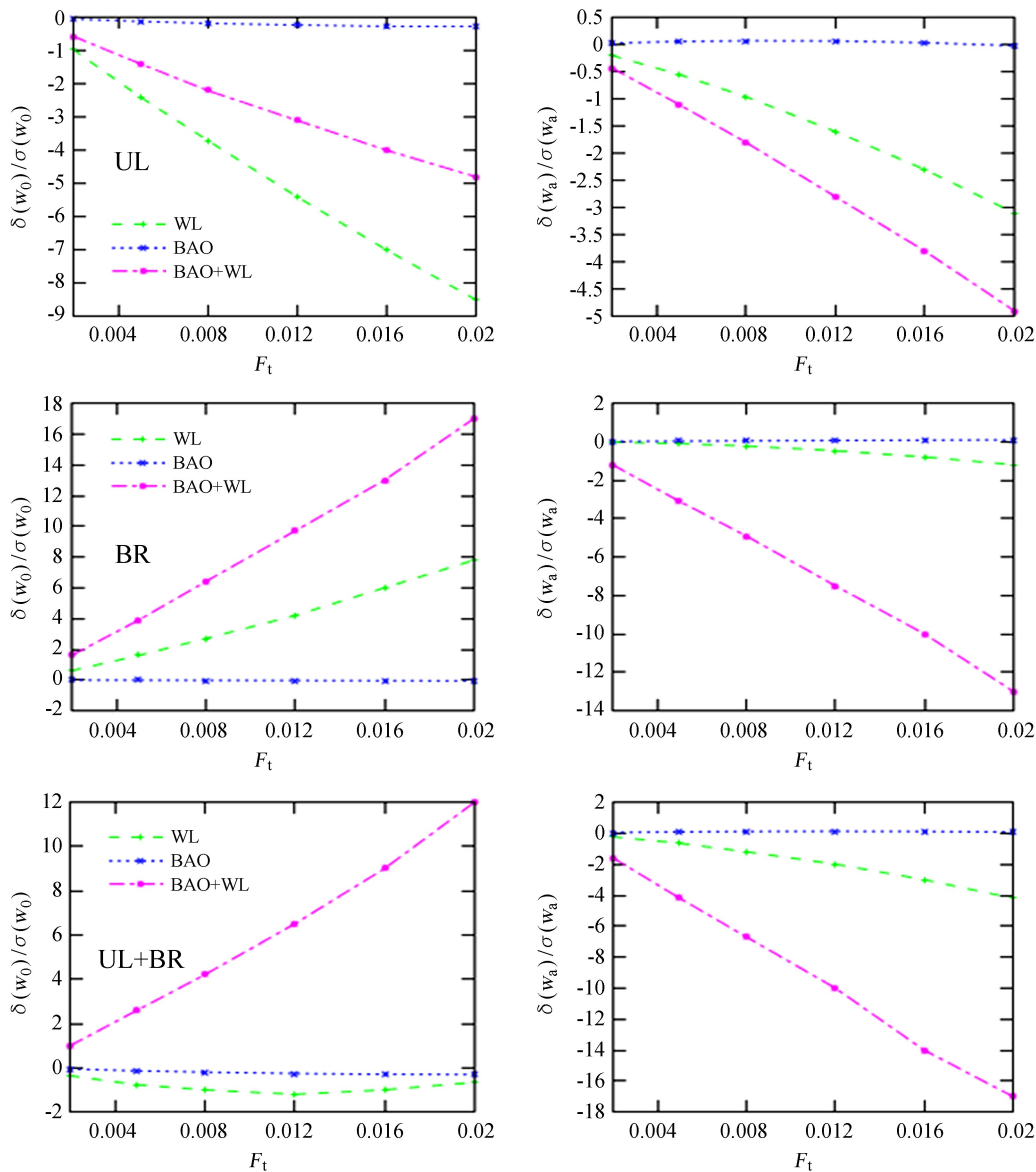 δ(w₀)/σ(w₀)
0
-1
-2
-3
-4
-5
-6
-7
-8
-9
UL
WL
BAO
BAO+WL
0.004 0.008 0.012 0.016 0.02
Fₜ
δ(wₐ)/σ(wₐ)
0.5
0
-0.5
-1
-1.5
-2
-2.5
-3
-3.5
-4
-4.5
-5
0.004 0.008 0.012 0.016 0.02
Fₜ
δ(w₀)/σ(w₀)
18
16
14
12
10
8
6
4
2
0
-2
WL
BAO
BAO+WL
BR
0.004 0.008 0.012 0.016 0.02
Fₜ
δ(wₐ)/σ(wₐ)
2
0
-2
-4
-6
-8
-10
-12
-14
0.004 0.008 0.012 0.016 0.02
Fₜ
δ(w₀)/σ(w₀)
12
10
8
6
4
2
0
-2
WL
BAO
BAO+WL
UL+BR
0.004 0.008 0.012 0.016 0.02
Fₜ
δ(wₐ)/σ(wₐ)
2
0
-2
-4
-6
-8
-10
-12
-14
-16
-18
0.004 0.008 0.012 0.016 0.02
Fₜ